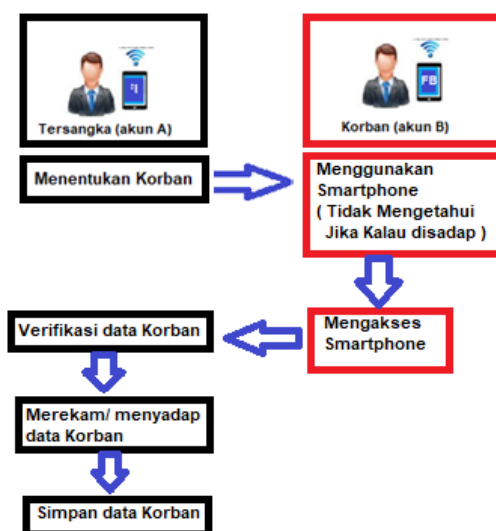 FB
Tersangka (akun A)
Korban (akun B)
Menentukan Korban
Menggunakan
Smartphone
( Tidak Mengetahui
Jika Kalau disadap )
Mengakses
Smartphone
Verifikasi data Korban
Merekam/ menyadap
data Korban
Simpan data Korban